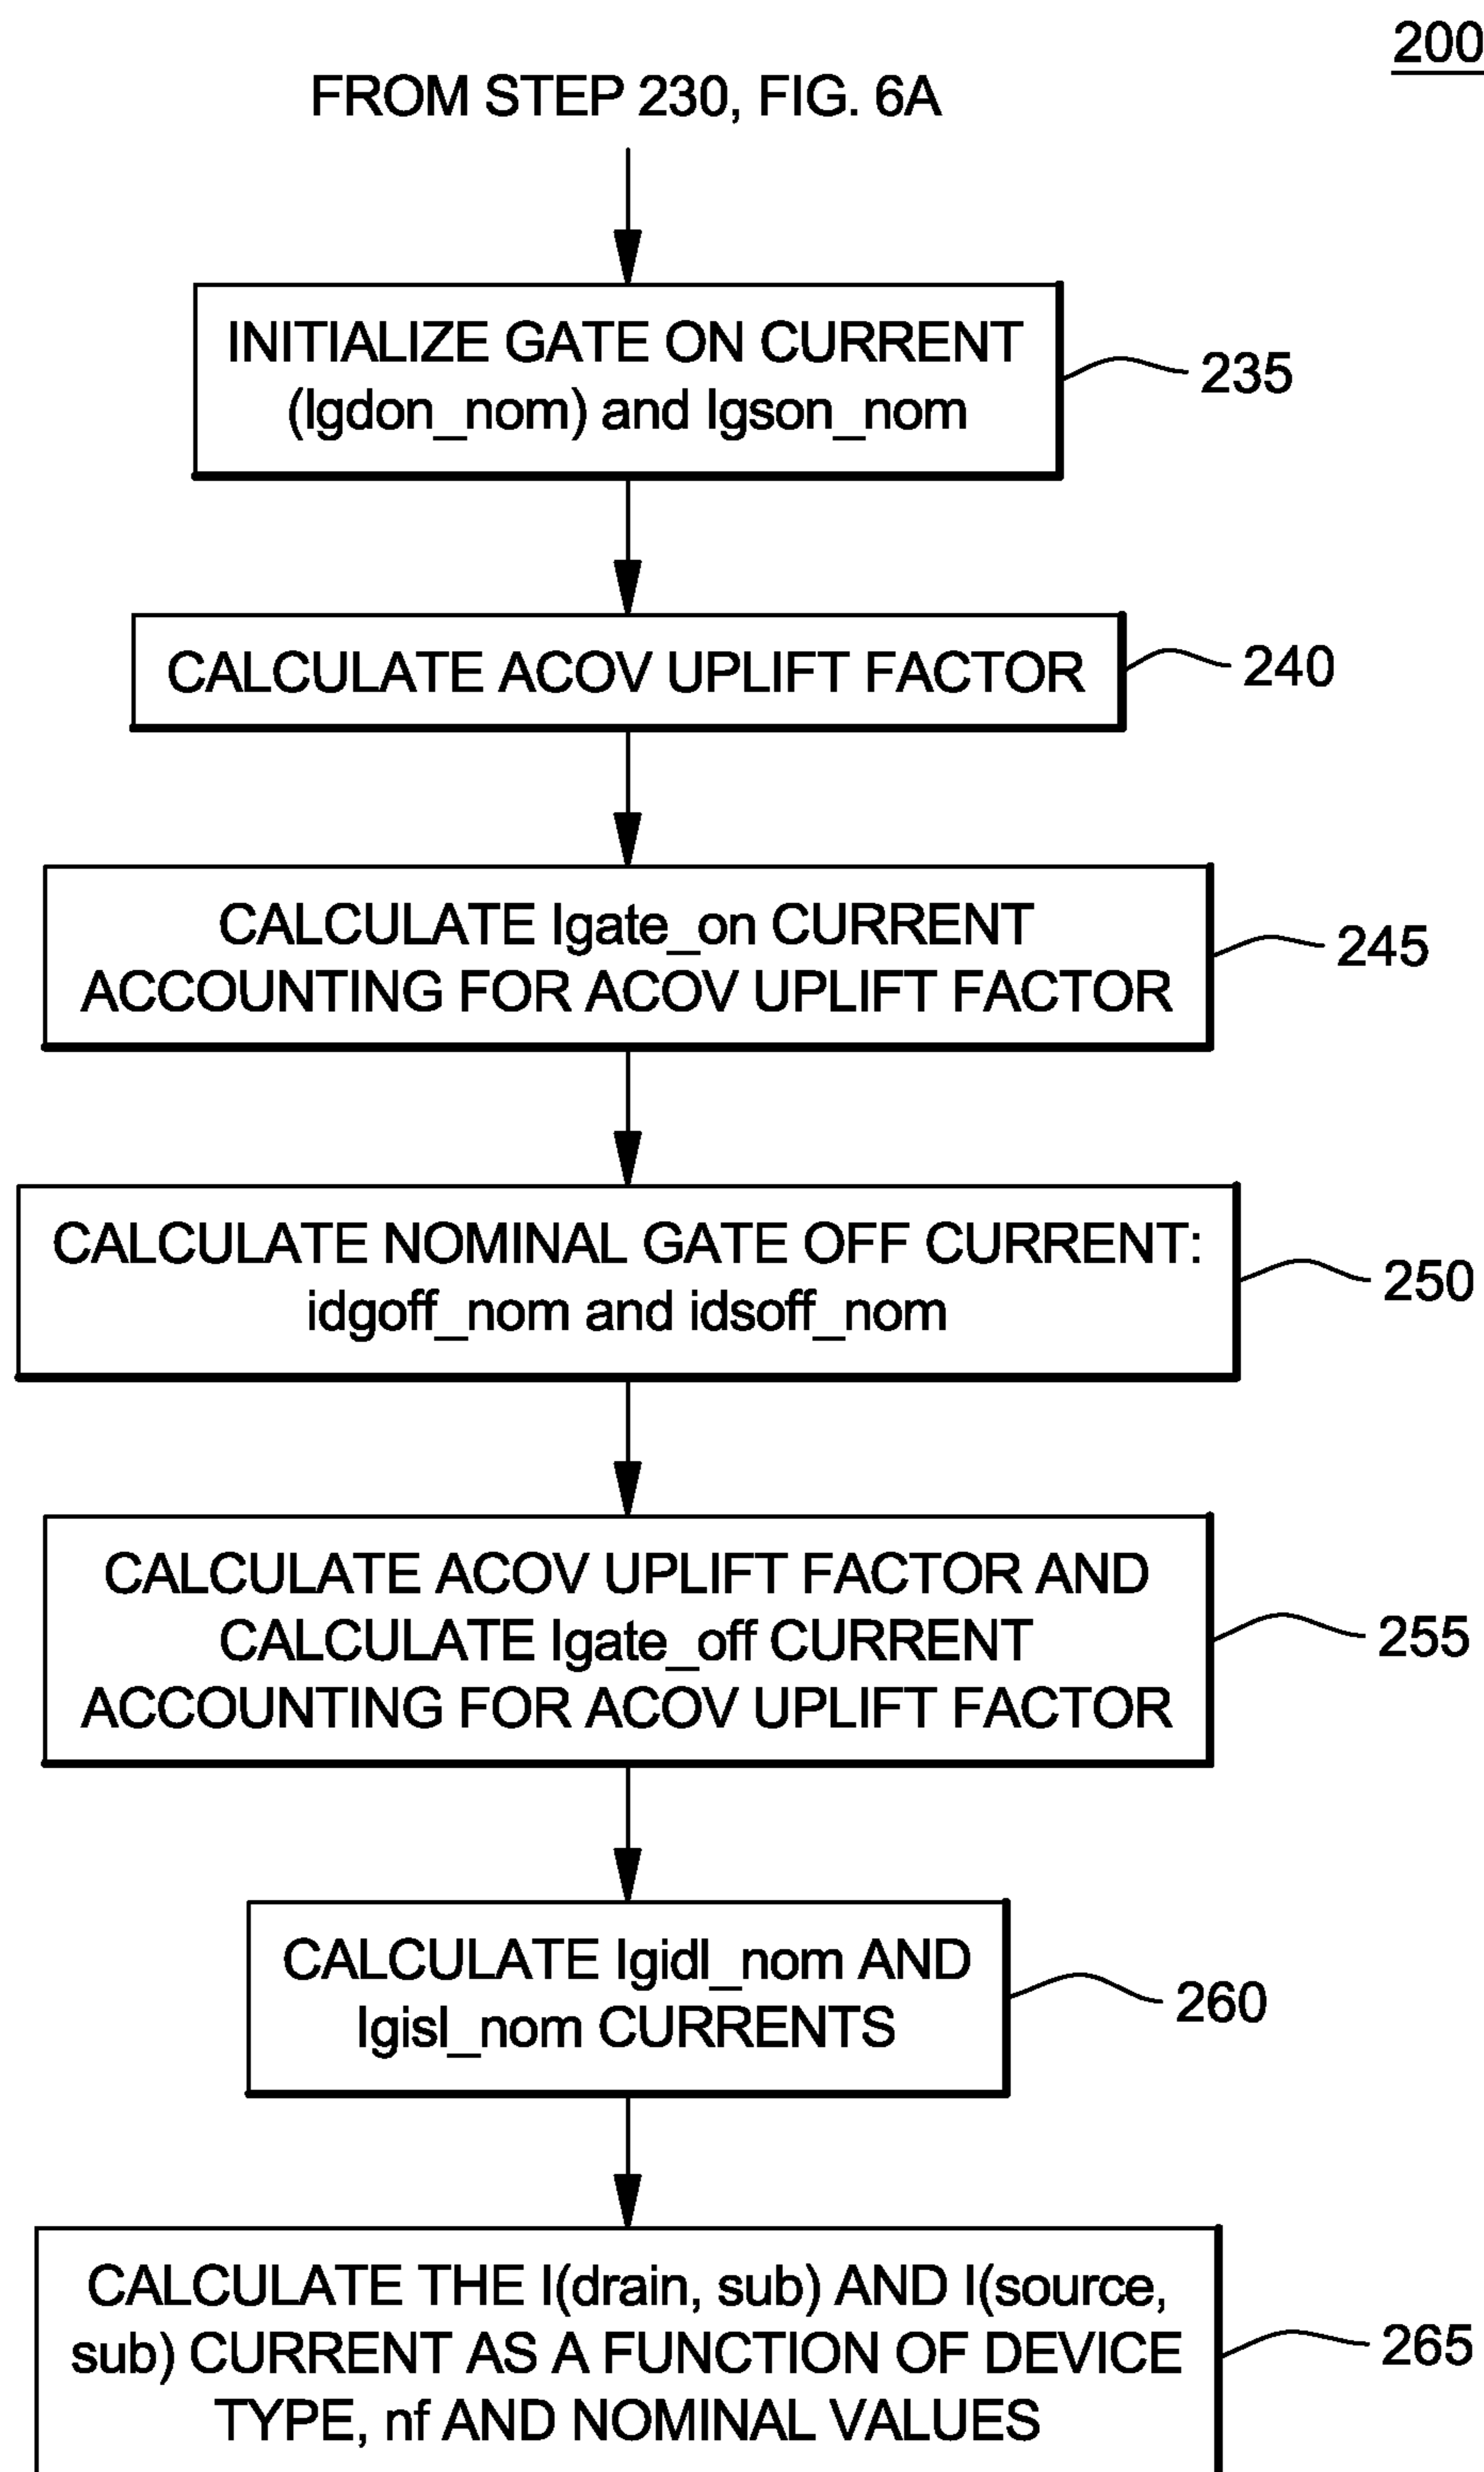 200
FROM STEP 230, FIG. 6A
INITIALIZE GATE ON CURRENT
(Igdon_nom) and Igson_nom
235
CALCULATE ACOV UPLIFT FACTOR
240
CALCULATE Igate_on CURRENT
ACCOUNTING FOR ACOV UPLIFT FACTOR
245
CALCULATE NOMINAL GATE OFF CURRENT:
idgoff_nom and idsoff_nom
250
CALCULATE ACOV UPLIFT FACTOR AND
CALCULATE Igate_off CURRENT
ACCOUNTING FOR ACOV UPLIFT FACTOR
255
CALCULATE Igidl_nom AND
Igisl_nom CURRENTS
260
CALCULATE THE I(drain, sub) AND I(source,
sub) CURRENT AS A FUNCTION OF DEVICE
TYPE, nf AND NOMINAL VALUES
265